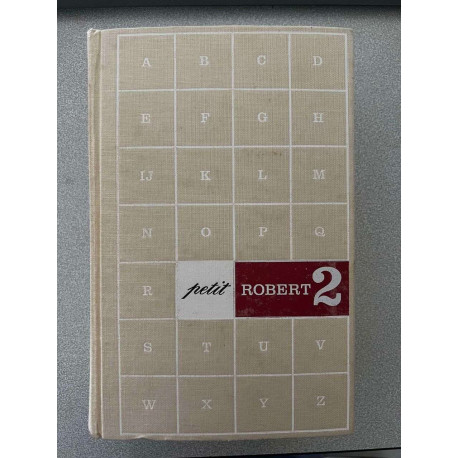 A B C D
E F G H
IJ K L M
N O P Q
R petit ROBERT 2
S T U V
W X Y Z